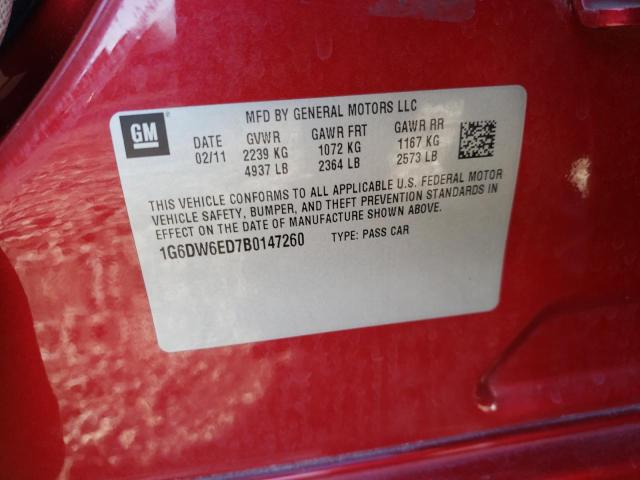 MFD BY GENERAL MOTORS LLC
GM
DATE GVWR GAWR FRT GAWR RR
02/11 2239 KG 1072 KG 1167 KG
4937 LB 2364 LB 2573 LB
THIS VEHICLE CONFORMS TO ALL APPLICABLE U.S. FEDERAL MOTOR
VEHICLE SAFETY, BUMPER, AND THEFT PREVENTION STANDARDS IN
EFFECT ON THE DATE OF MANUFACTURE SHOWN ABOVE.
1G6DW6ED7B0147260 TYPE: PASS CAR